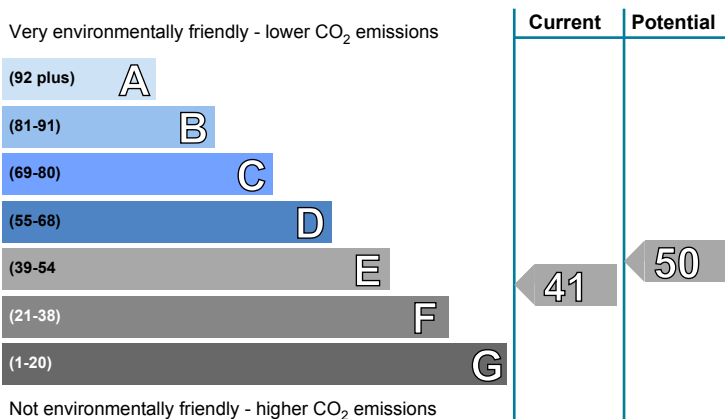 Current Potential
Very environmentally friendly - lower CO₂ emissions
(92 plus) A
(81-91) B
(69-80) C
(55-68) D
(39-54 E
50
41
(21-38) F
(1-20) G
Not environmentally friendly - higher CO₂ emissions